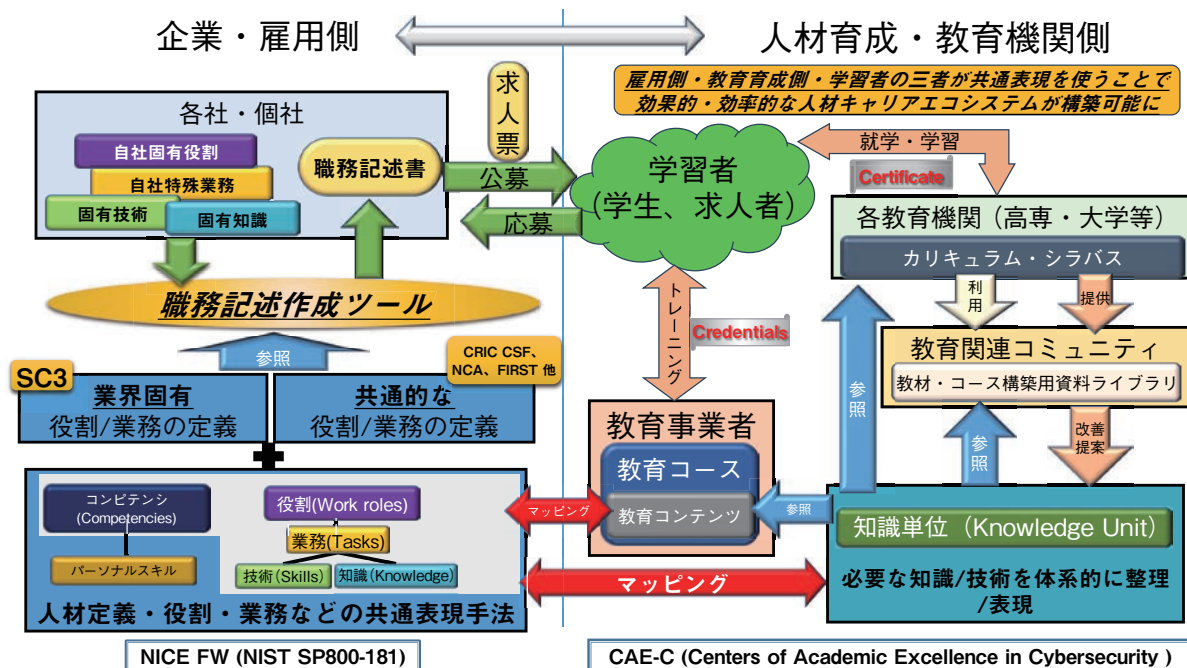 企業・雇用側
人材育成・教育機関側
雇用側・教育育成側・学習者の三者が共通表現を使うことで
効果的・効率的な人材キャリアエコシステムが構築可能に
各社・個社
自社固有役割
自社特殊業務
固有技術
固有知識
職務記述書
求人票
公募
応募
学習者
(学生、求人者)
就学・学習
Certificate
各教育機関（高専・大学等）
カリキュラム・シラバス
利用
提供
職務記述作成ツール
参照
トレーニング
Credentials
参照
教育関連コミュニティ
教材・コース構築用資料ライブラリ
参照
改善
提案
SC3
CRIC CSF、
NCA、FIRST 他
業界固有
役割/業務の定義
共通的な
役割/業務の定義
教育事業者
教育コース
教育コンテンツ
コンピテンシ
(Competencies)
パーソナルスキル
役割(Work roles)
業務(Tasks)
技術(Skills)
知識(Knowledge)
人材定義・役割・業務などの共通表現手法
マッピング
参照
マッピング
知識単位（Knowledge Unit）
必要な知識/技術を体系的に整理
/表現
NICE FW (NIST SP800-181)
CAE-C (Centers of Academic Excellence in Cybersecurity )